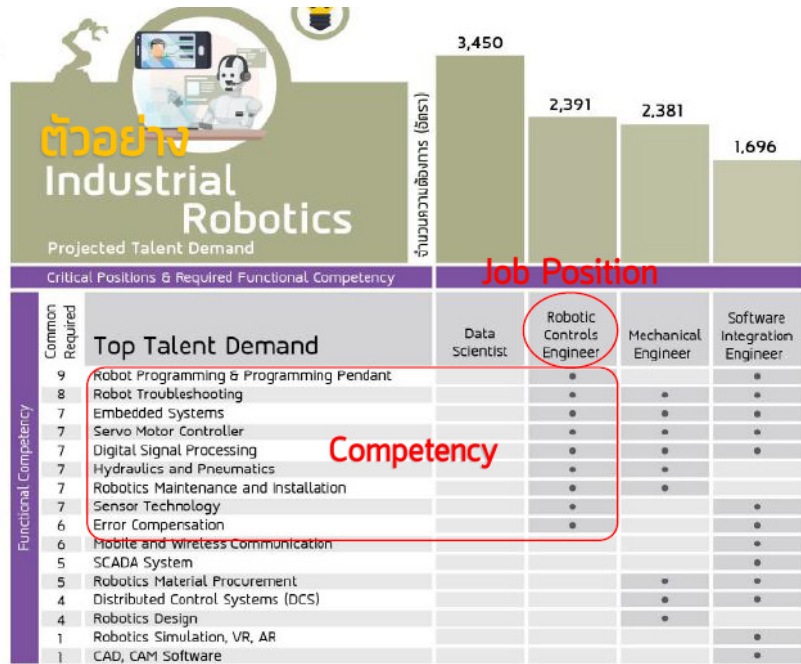 ตัวอย่าง
Industrial
Robotics
Projected Talent Demand
จำนวนความต้องการ (อัตรา)
3,450
2,391
2,381
1,696
Critical Positions & Required Functional Competency
Job Position
Functional Competency
Common
Required
Top Talent Demand
Data
Scientist
Robotic
Controls
Engineer
Mechanical
Engineer
Software
Integration
Engineer
9 Robot Programming & Programming Pendant
8 Robot Troubleshooting
7 Embedded Systems
7 Servo Motor Controller
7 Digital Signal Processing
Competency
7 Hydraulics and Pneumatics
7 Robotics Maintenance and Installation
7 Sensor Technology
6 Error Compensation
6 Mobile and Wireless Communication
5 SCADA System
5 Robotics Material Procurement
4 Distributed Control Systems (DCS)
4 Robotics Design
1 Robotics Simulation, VR, AR
1 CAD, CAM Software